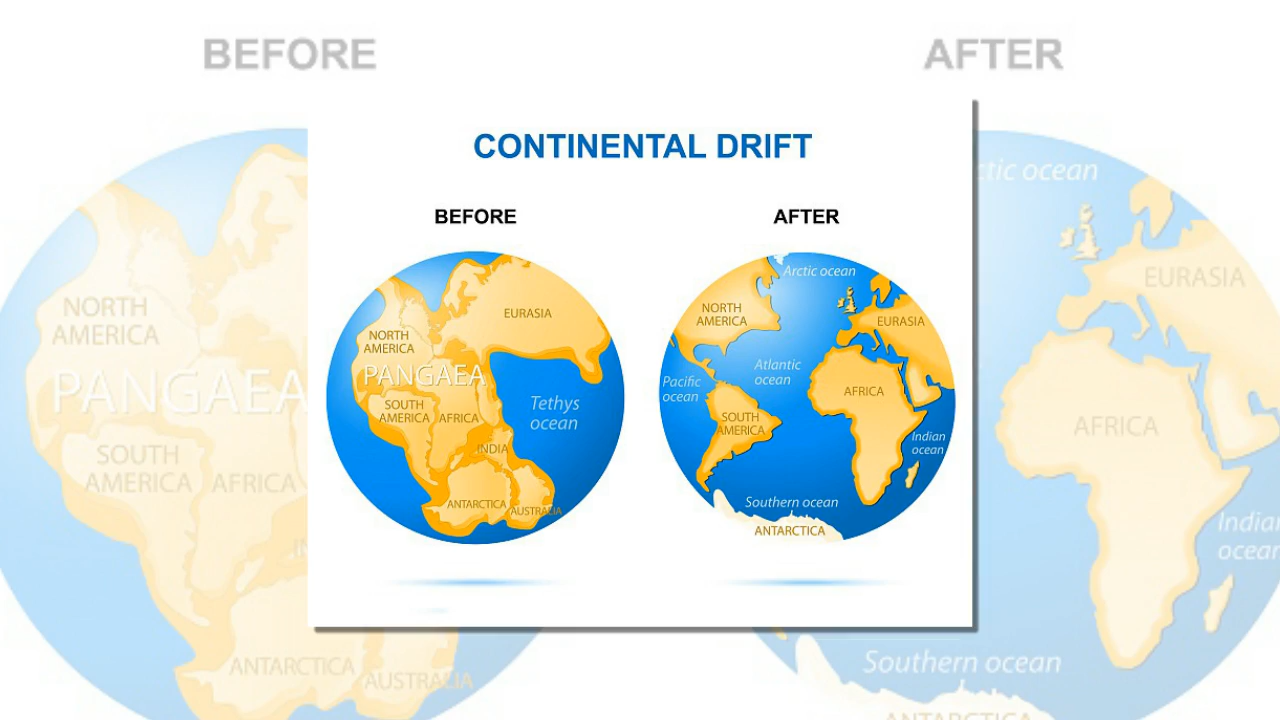 BEFORE
AFTER
CONTINENTAL DRIFT
BEFORE
AFTER
EURASIA
NORTH
AMERICA
PANGAEA
SOUTH
AMERICA
AFRICA
INDIA
ANTARCTICA
AUSTRALIA
Tethys
ocean
Arctic ocean
NORTH
AMERICA
EURASIA
Atlantic
ocean
Pacific
ocean
AFRICA
SOUTH
AMERICA
Indian
ocean
Southern ocean
ANTARCTICA
NORTH
AMERICA
PANGAEA
SOUTH
AMERICA
AFRICA
IN
ANTARCTICA
AUSTRALIA
ctic ocean
EURASIA
AFRICA
Indian
ocean
Southern ocean
ANTARCTICA